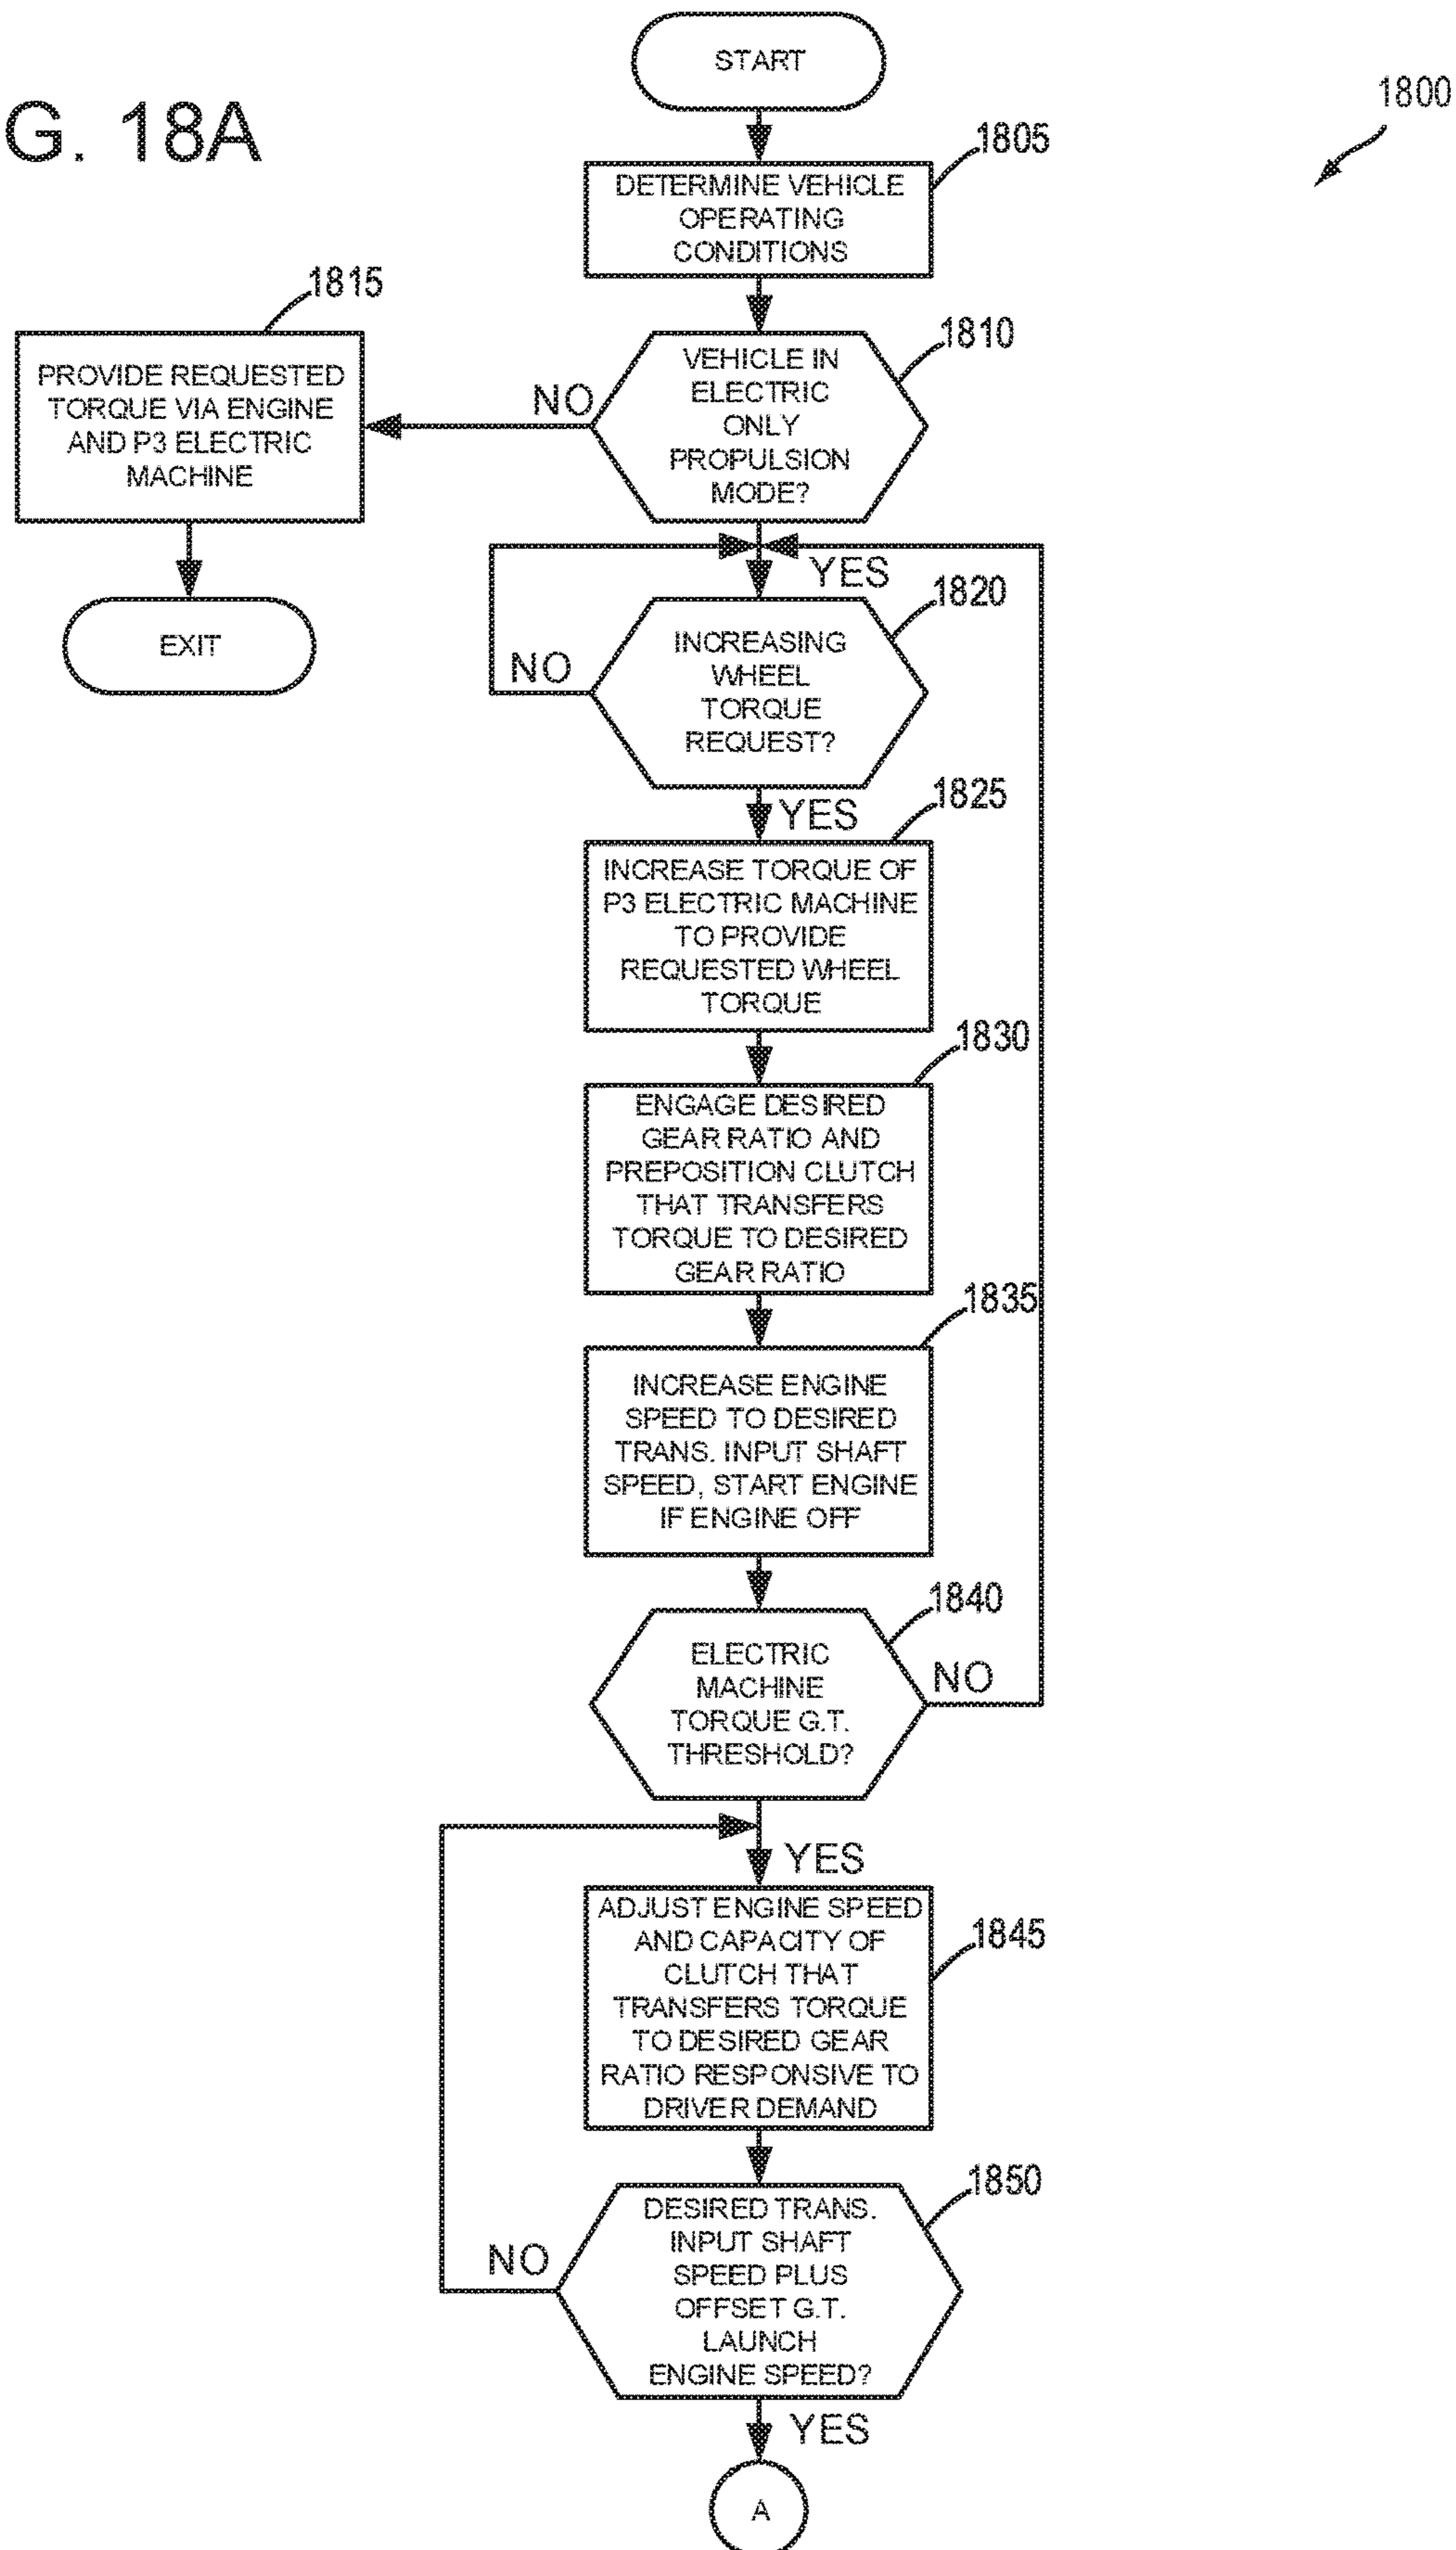 START
G. 18A
1800
1805
DETERMINE VEHICLE
OPERATING
CONDITIONS
1815
1810
PROVIDE REQUESTED
TORQUE VIA ENGINE
AND P3 ELECTRIC
MACHINE
NO
VEHICLE IN
ELECTRIC
ONLY
PROPULSION
MODE?
YES
EXIT
1820
NO
INCREASING
WHEEL
TORQUE
REQUEST?
YES
1825
INCREASE TORQUE OF
P3 ELECTRIC MACHINE
TO PROVIDE
REQUESTED WHEEL
TORQUE
1830
ENGAGE DESIRED
GEAR RATIO AND
PREPOSITION CLUTCH
THAT TRANSFERS
TORQUE TO DESIRED
GEAR RATIO
1835
INCREASE ENGINE
SPEED TO DESIRED
TRANS. INPUT SHAFT
SPEED, START ENGINE
IF ENGINE OFF
1840
ELECTRIC
MACHINE
TORQUE G.T.
THRESHOLD?
NO
YES
1845
ADJUST ENGINE SPEED
AND CAPACITY OF
CLUTCH THAT
TRANSFERS TORQUE
TO DESIRED GEAR
RATIO RESPONSIVE TO
DRIVER DEMAND
1850
NO
DESIRED TRANS.
INPUT SHAFT
SPEED PLUS
OFFSET G.T.
LAUNCH
ENGINE SPEED?
YES
A